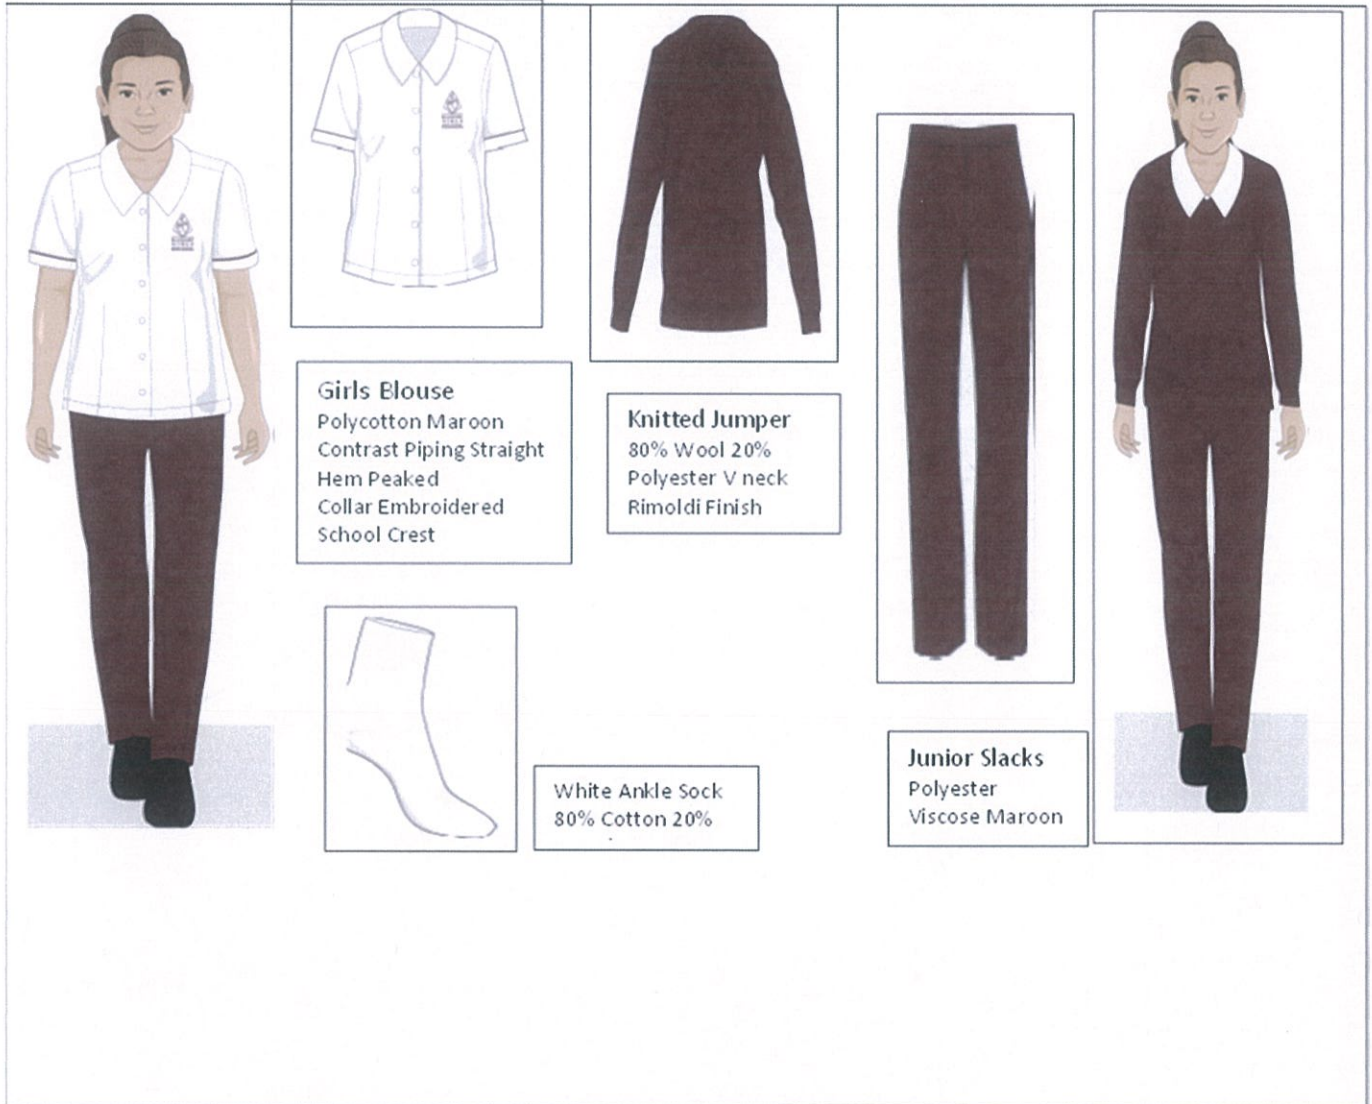 Girls Blouse
Polycotton Maroon
Contrast Piping Straight
Hem Peaked
Collar Embroidered
School Crest
Knitted Jumper
80% Wool 20%
Polyester V neck
Rimoldi Finish
White Ankle Sock
80% Cotton 20%
Junior Slacks
Polyester
Viscose Maroon